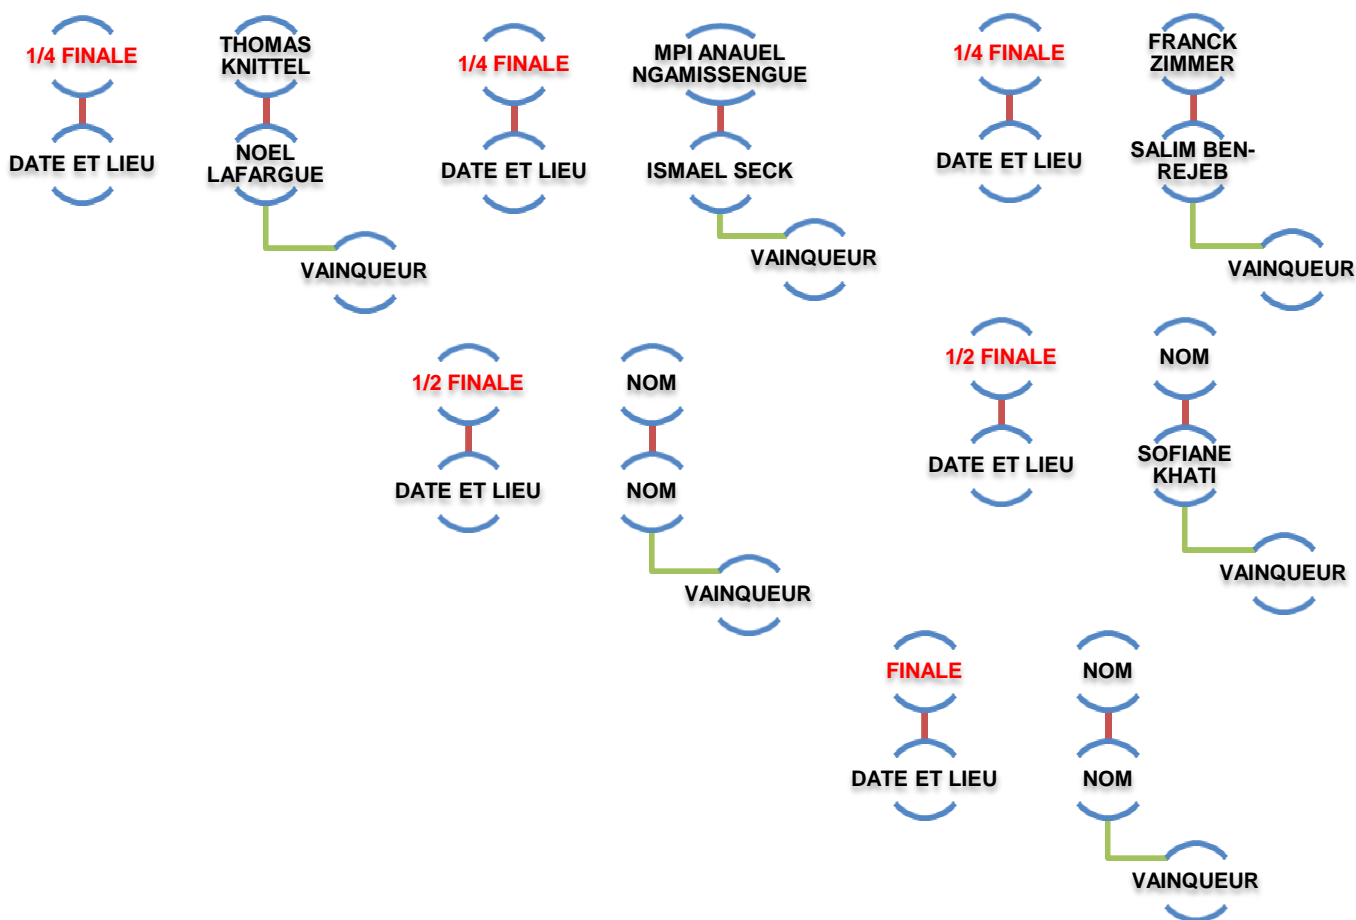 1/4 FINALE
DATE ET LIEU
THOMAS
KNITTEL
NOEL
LAFARGUE
VAINQUEUR
1/4 FINALE
DATE ET LIEU
MPI ANAUEL
NGAMISSENGUE
ISMAEL SECK
VAINQUEUR
1/4 FINALE
DATE ET LIEU
FRANCK
ZIMMER
SALIM BEN-
REJEB
VAINQUEUR
1/2 FINALE
DATE ET LIEU
NOM
NOM
VAINQUEUR
1/2 FINALE
DATE ET LIEU
NOM
SOFIANE
KHATI
VAINQUEUR
FINALE
DATE ET LIEU
NOM
NOM
VAINQUEUR